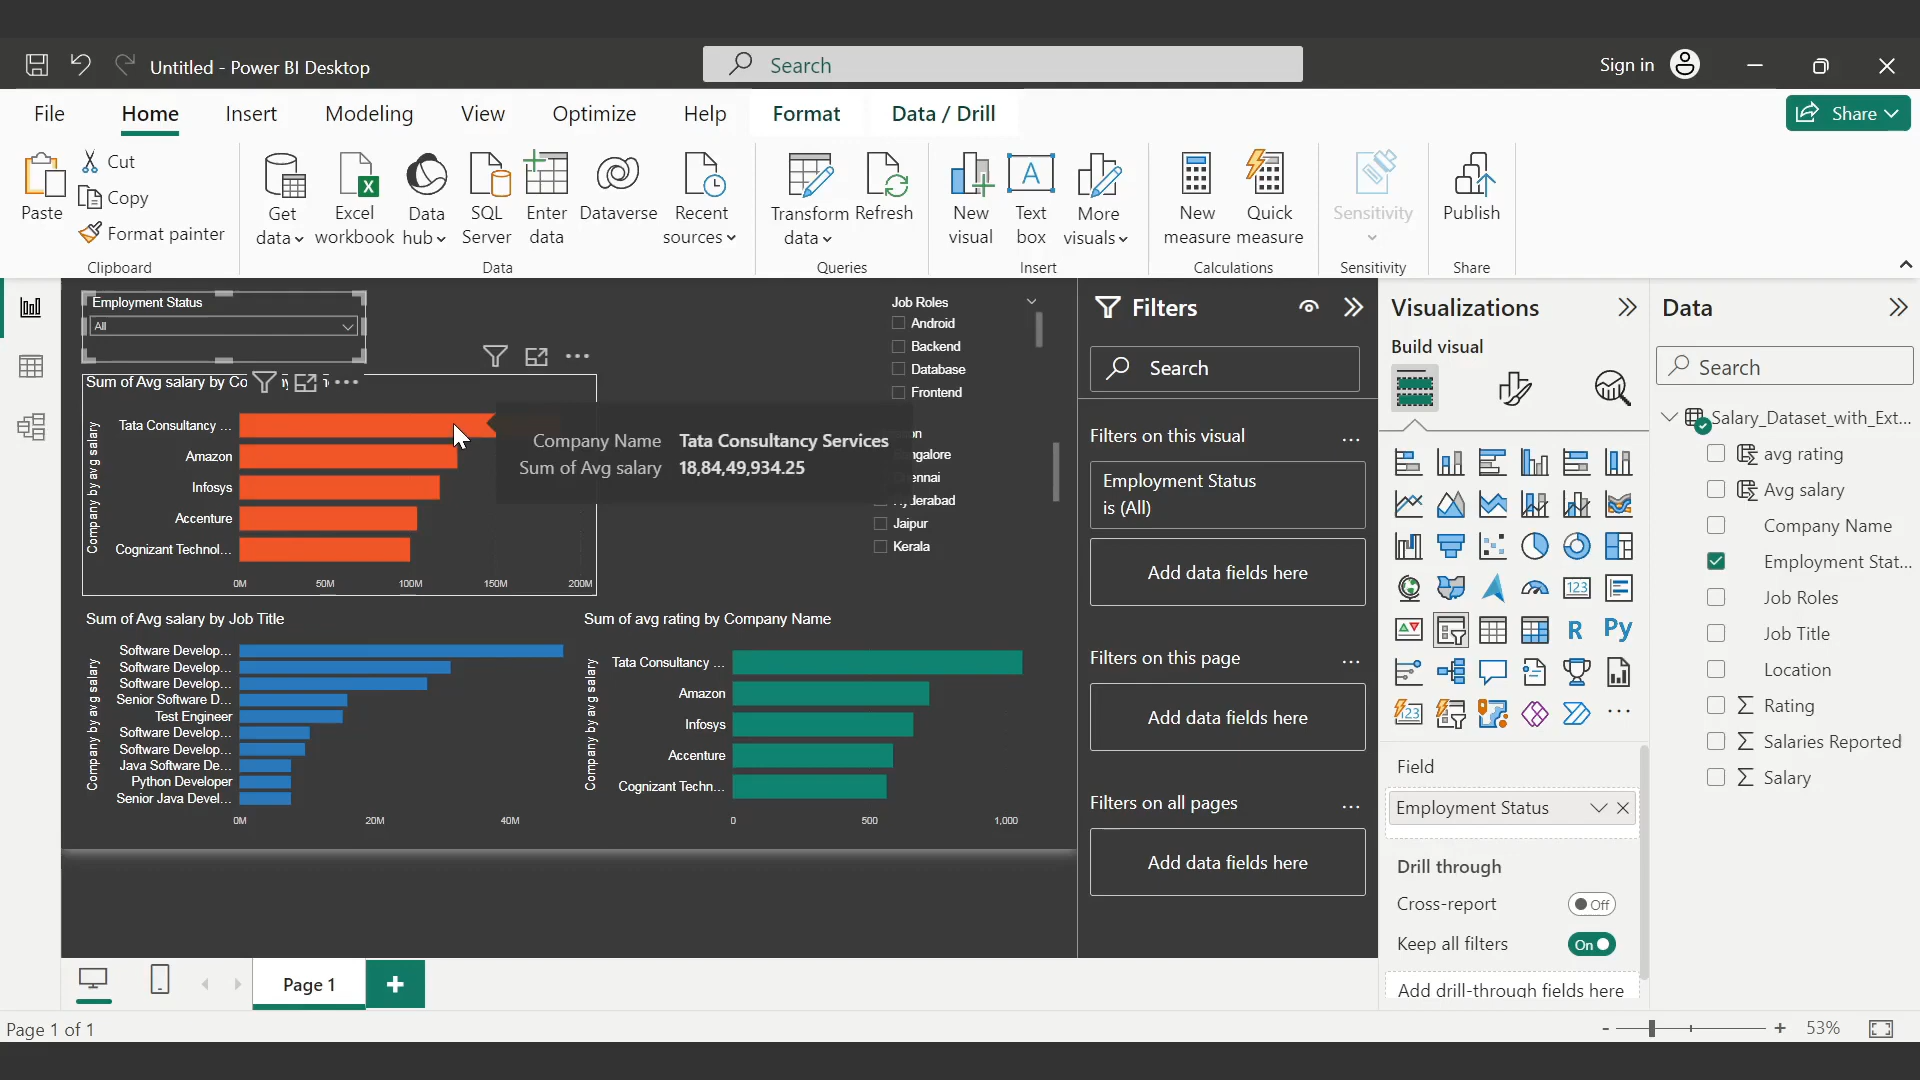 Untitled - Power BI Desktop
Search
Sign in
File
Home
Insert
Modeling
View
Optimize
Help
Format
Data / Drill
Share
Paste
Cut
Copy
Format painter
Clipboard
Get data
Excel workbook
Data hub
SQL Server
Enter data
Dataverse
Recent sources
Data
Transform data
Refresh
Queries
New visual
Text box
More visuals
Insert
New measure
Quick measure
Calculations
Sensitivity
Sensitivity
Publish
Share
Employment Status
All
Job Roles
Android
Backend
Database
Frontend
Sum of Avg salary by Co
Company by avg salary
Tata Consultancy ...
Amazon
Infosys
Accenture
Cognizant Technol...
0M
50M
100M
150M
200M
Company Name Tata Consultancy Services
Sum of Avg salary 18,84,49,934.25
Jaipur
Kerala
Sum of Avg salary by Job Title
Company by avg salary
Software Develop...
Software Develop...
Software Develop...
Senior Software D...
Test Engineer
Software Develop...
Software Develop...
Java Software De...
Python Developer
Senior Java Devel...
0M
20M
40M
Sum of avg rating by Company Name
Company by avg salary
Tata Consultancy ...
Amazon
Infosys
Accenture
Cognizant Techn...
0
500
1,000
Filters
Search
Filters on this visual
Employment Status
is (All)
Add data fields here
Filters on this page
Add data fields here
Filters on all pages
Add data fields here
Visualizations
Build visual
123
R
Py
123
Field
Employment Status
Drill through
Cross-report
Off
Keep all filters
On
Add drill-through fields here
Data
Search
Salary_Dataset_with_Ext...
avg rating
Avg salary
Company Name
Employment Stat...
Job Roles
Job Title
Location
Rating
Salaries Reported
Salary
Page 1
Page 1 of 1
53%